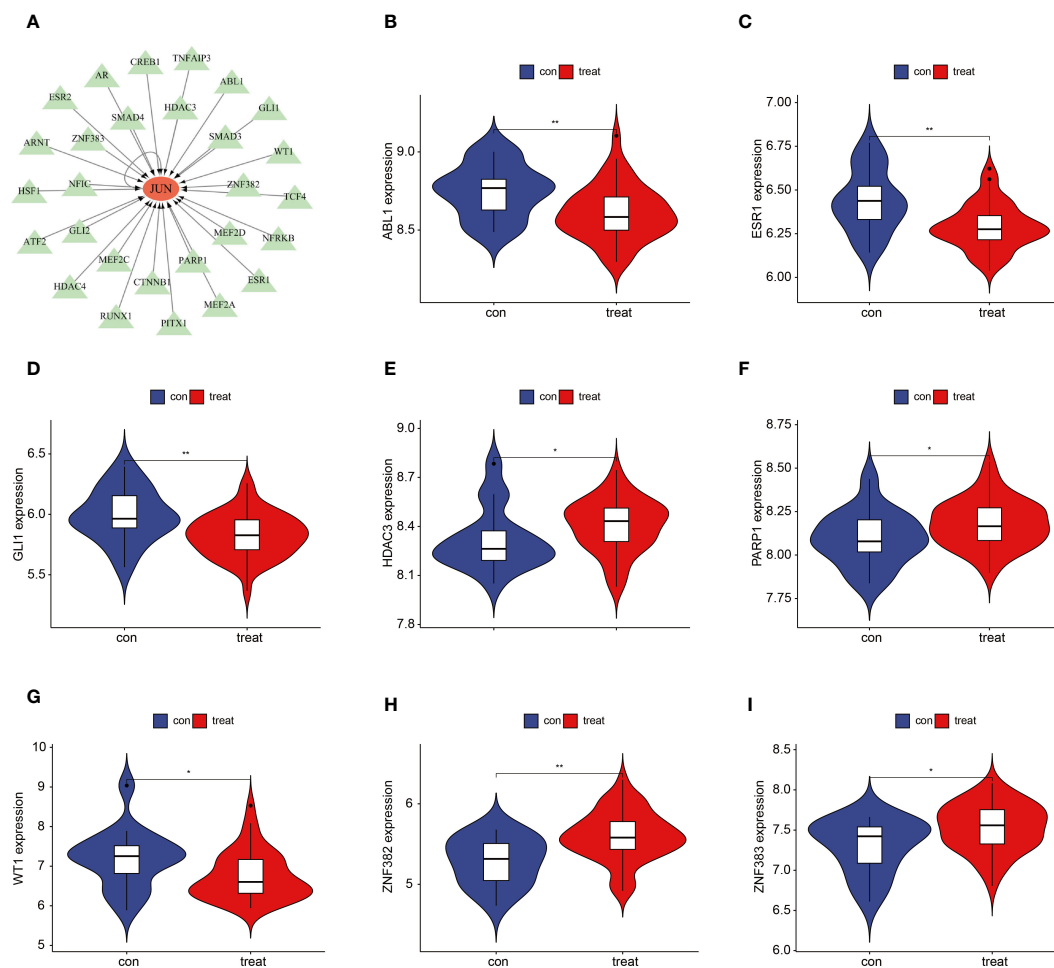 A
TNFAIP3
CREB1
AR
ABL1
ESR2
HDAC3
GLI1
SMAD4
ZNF383
SMAD3
ARNT
WT1
NFIC
JUN
ZNF382
HSF1
TCF4
GLI2
MEF2D
ATF2
NFRKB
MEF2C
PARP1
HDAC4
CTNNB1
ESR1
MEF2A
RUNX1
PITX1
B
con treat
ABL1 expression
9.0
8.5
**
con treat
C
con treat
ESR1 expression
7.00
6.75
6.50
6.25
6.00
**
con treat
D
con treat
GLI1 expression
6.5
6.0
5.5
**
con treat
E
con treat
HDAC3 expression
9.0
8.7
8.4
8.1
7.8
*
F
con treat
PARP1 expression
8.75
8.50
8.25
8.00
7.75
*
con treat
G
con treat
WT1 expression
10
9
8
7
6
5
*
con treat
H
con treat
ZNF382 expression
6
5
**
con treat
I
con treat
ZNF383 expression
8.5
8.0
7.5
7.0
6.5
6.0
*
con treat